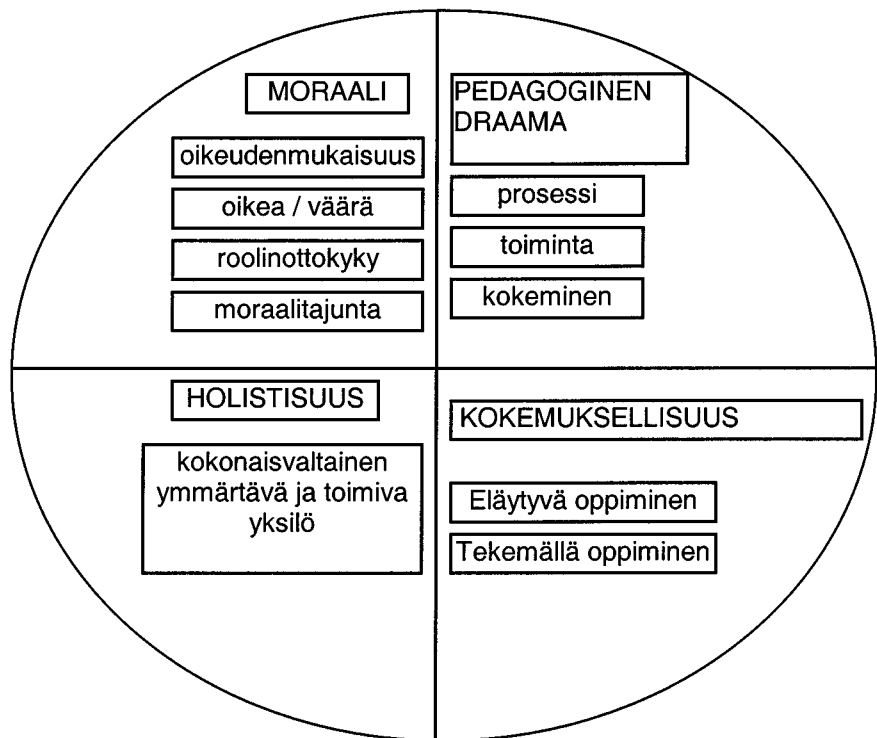 MORAALI
oikeudenmukaisuus
oikea / väärä
roolinottokyky
moraalitajunta
PEDAGOGINEN
DRAAMA
prosessi
toiminta
kokeminen
HOLISTISUUS
kokonaisvaltainen
ymmärtävä ja toimiva
yksilö
KOKEMUKSELLISUUS
Eläytyvä oppiminen
Tekemällä oppiminen